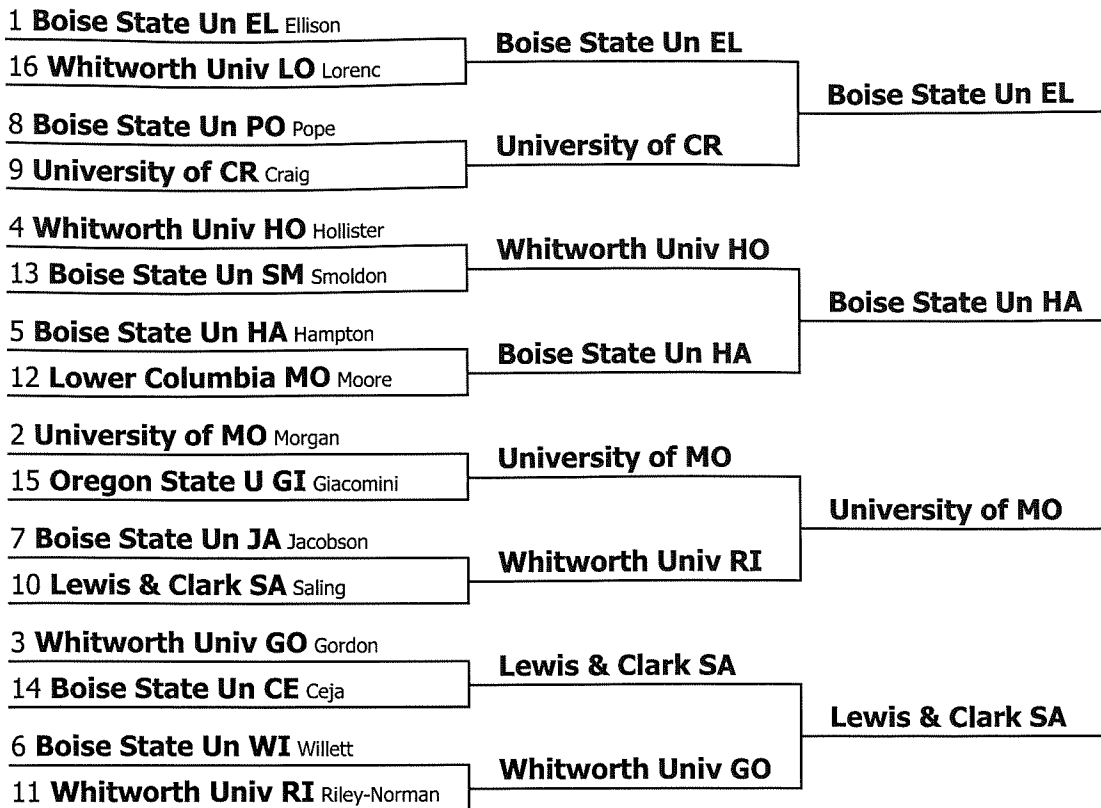 1 Boise State Un EL Ellison
16 Whitworth Univ LO Lorenc
8 Boise State Un PO Pope
9 University of CR Craig
4 Whitworth Univ HO Hollister
13 Boise State Un SM Smoldon
5 Boise State Un HA Hampton
12 Lower Columbia MO Moore
2 University of MO Morgan
15 Oregon State U GI Giacomini
7 Boise State Un JA Jacobson
10 Lewis & Clark SA Saling
3 Whitworth Univ GO Gordon
14 Boise State Un CE Ceja
6 Boise State Un WI Willett
11 Whitworth Univ RI Riley-Norman
Boise State Un EL
University of CR
Whitworth Univ HO
Boise State Un HA
University of MO
Whitworth Univ RI
Lewis & Clark SA
Whitworth Univ GO
Boise State Un EL
Boise State Un HA
University of MO
Lewis & Clark SA